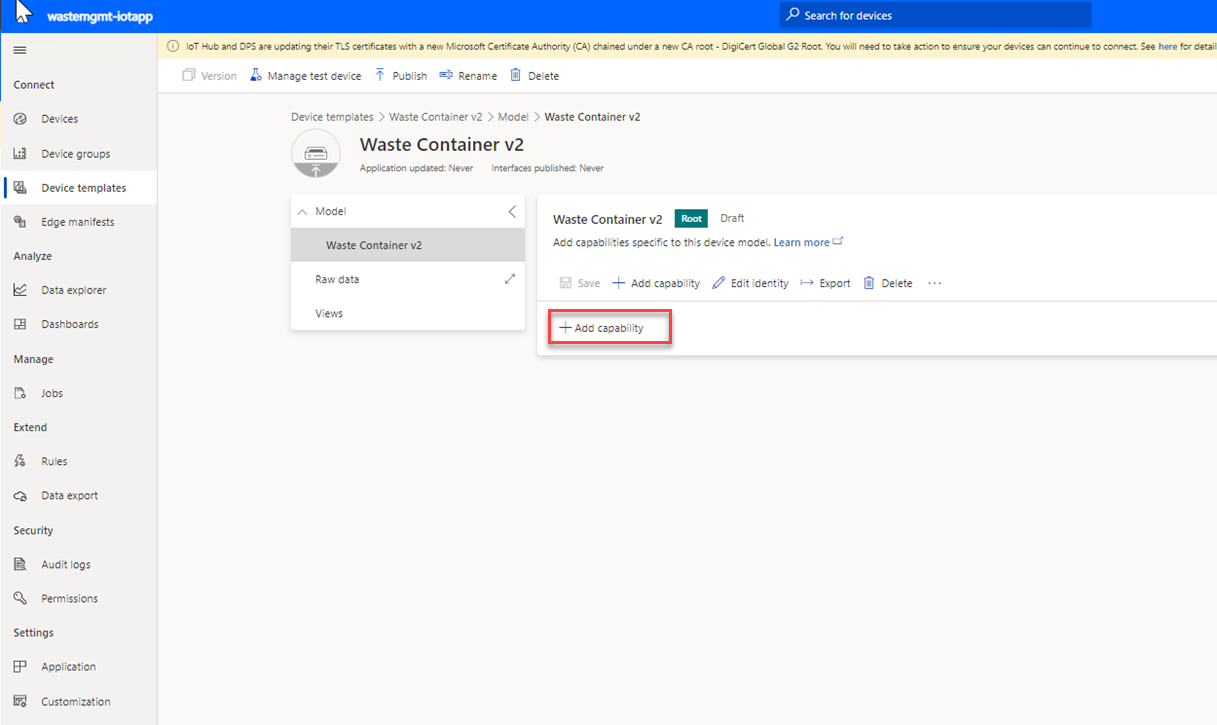 wastemgmt-iotapp
Search for devices
IoT Hub and DPS are updating their TLS certificates with a new Microsoft Certificate Authority (CA) chained under a new CA root - DigiCert Global G2 Root. You will need to take action to ensure your devices can continue to connect. See here for detail
Version Manage test device Publish Rename Delete
Connect
Devices
Device groups
Device templates
Edge manifests
Analyze
Data explorer
Dashboards
Manage
Jobs
Extend
Rules
Data export
Security
Audit logs
Permissions
Settings
Application
Customization
Device templates > Waste Container v2 > Model > Waste Container v2
Waste Container v2
Application updated: Never Interfaces published: Never
Model
Waste Container v2
Raw data
Views
Waste Container v2 Root Draft
Add capabilities specific to this device model. Learn more
Save + Add capability Edit identity Export Delete ...
+ Add capability